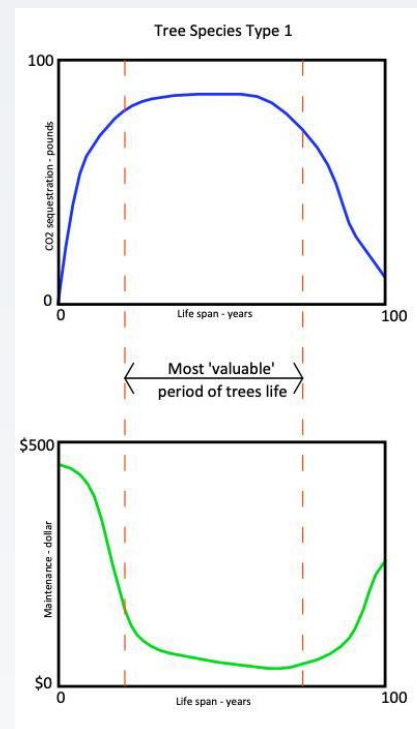 Tree Species Type 1
100
CO2 sequestration - pounds
0
0
Life span - years
100
Most 'valuable'
period of trees life
$500
Maintenance - dollar
$0
0
Life span - years
100